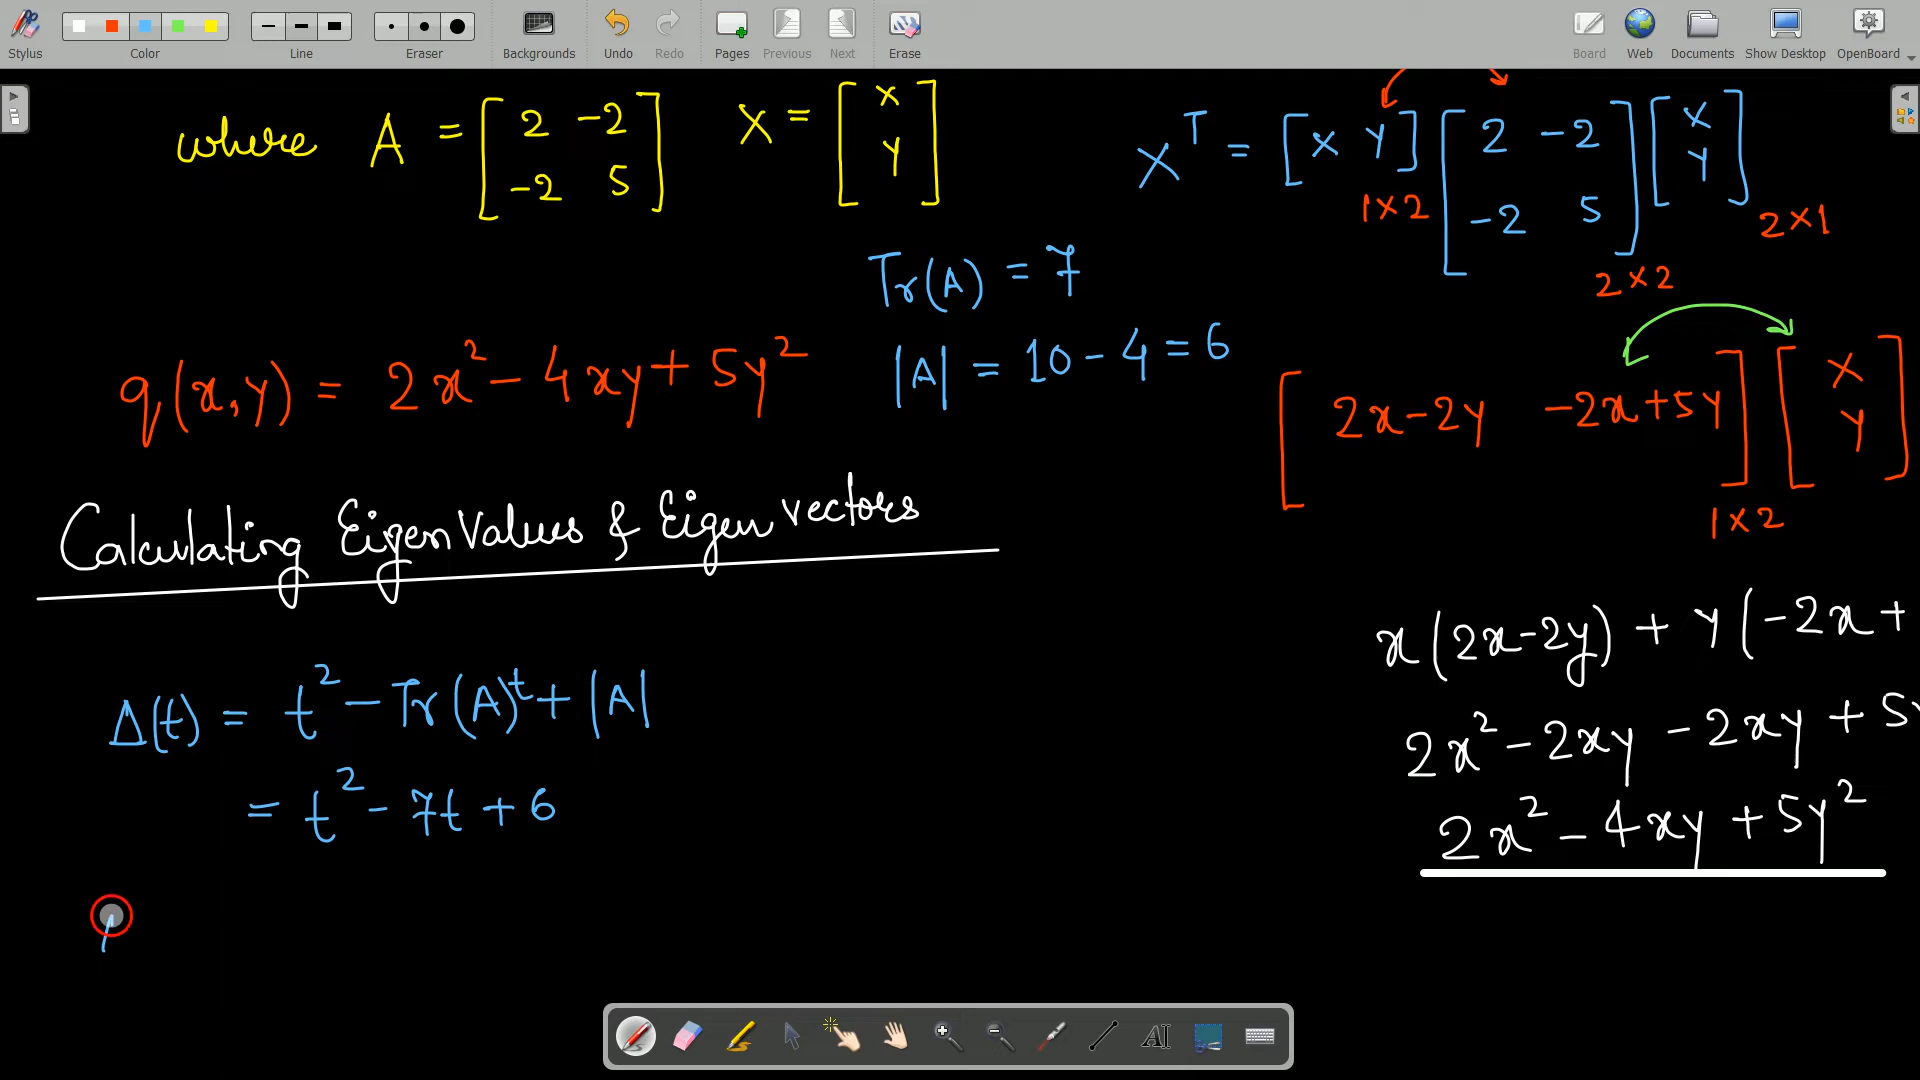 Stylus Color Line Eraser Backgrounds Undo Redo Pages Previous Next Erase Board Web Documents Show Desktop OpenBoard
where A = [2 -2
-2 5] X = [x
y]
Tr(A) = 7
|A| = 10 - 4 = 6
q(x,y) = 2x² - 4xy + 5y²
Calculating Eigen Values & Eigen vectors
Δ(t) = t² - Tr(A)t + |A|
= t² - 7t + 6
X^T = [x y] [2 -2
-2 5] [x
y]
1×2
2×1
2×2
[2x-2y -2x+5y] [x
y]
1×2
x(2x-2y) + y(-2x+
2x² - 2xy - 2xy + 5y
2x² - 4xy + 5y²
AI